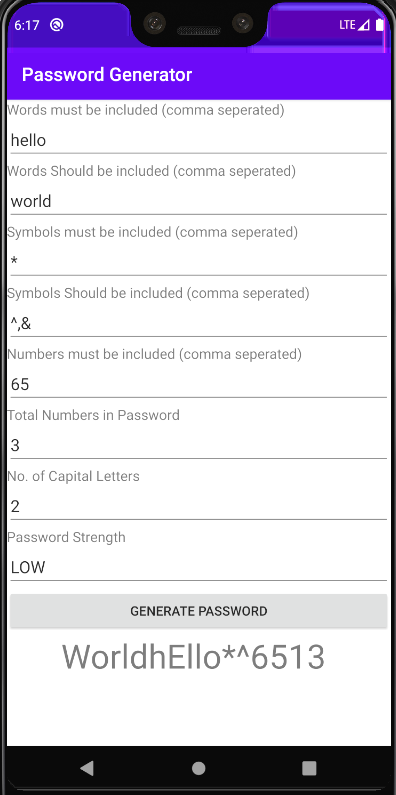 6:17 LTE
Password Generator
Words must be included (comma seperated)
hello
Words Should be included (comma seperated)
world
Symbols must be included (comma seperated)
*
Symbols Should be included (comma seperated)
^,&
Numbers must be included (comma seperated)
65
Total Numbers in Password
3
No. of Capital Letters
2
Password Strength
LOW
GENERATE PASSWORD
WorldhEllo*^6513